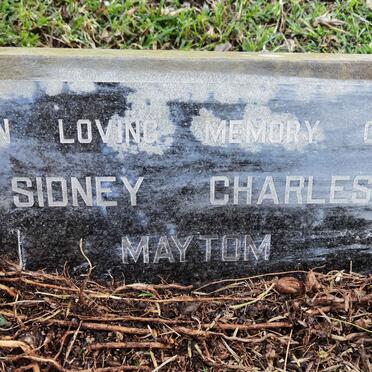 N LOVING MEMORY O
SIDNEY CHARLES
MAYTOM